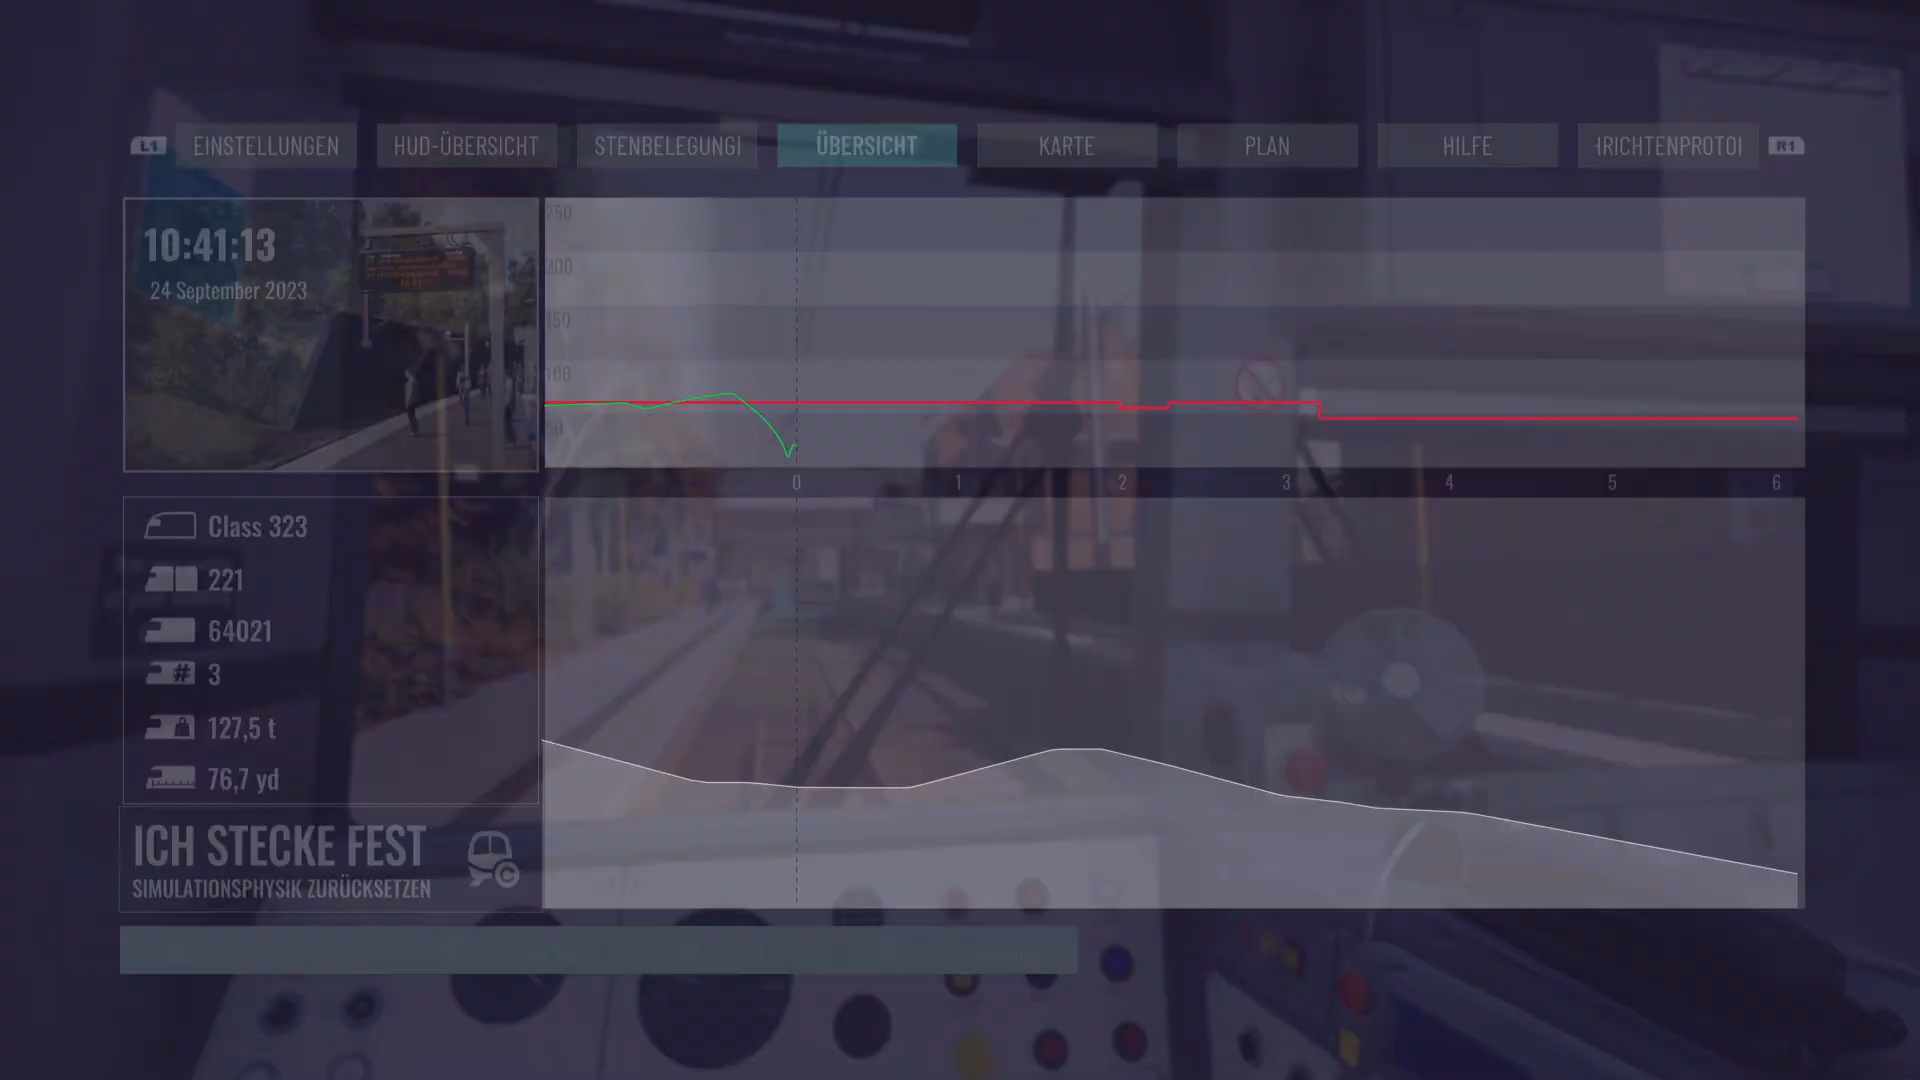 L1
EINSTELLUNGEN
HUD-ÜBERSICHT
STENBELEGUNGI
ÜBERSICHT
KARTE
PLAN
HILFE
IRICHTENPROTOI
R1
10:41:13
24 September 2023
250
200
150
100
50
0 1 2 3 4 5 6
Class 323
221
64021
# 3
127,5 t
76,7 yd
ICH STECKE FEST
SIMULATIONSPHYSIK ZURÜCKSETZEN